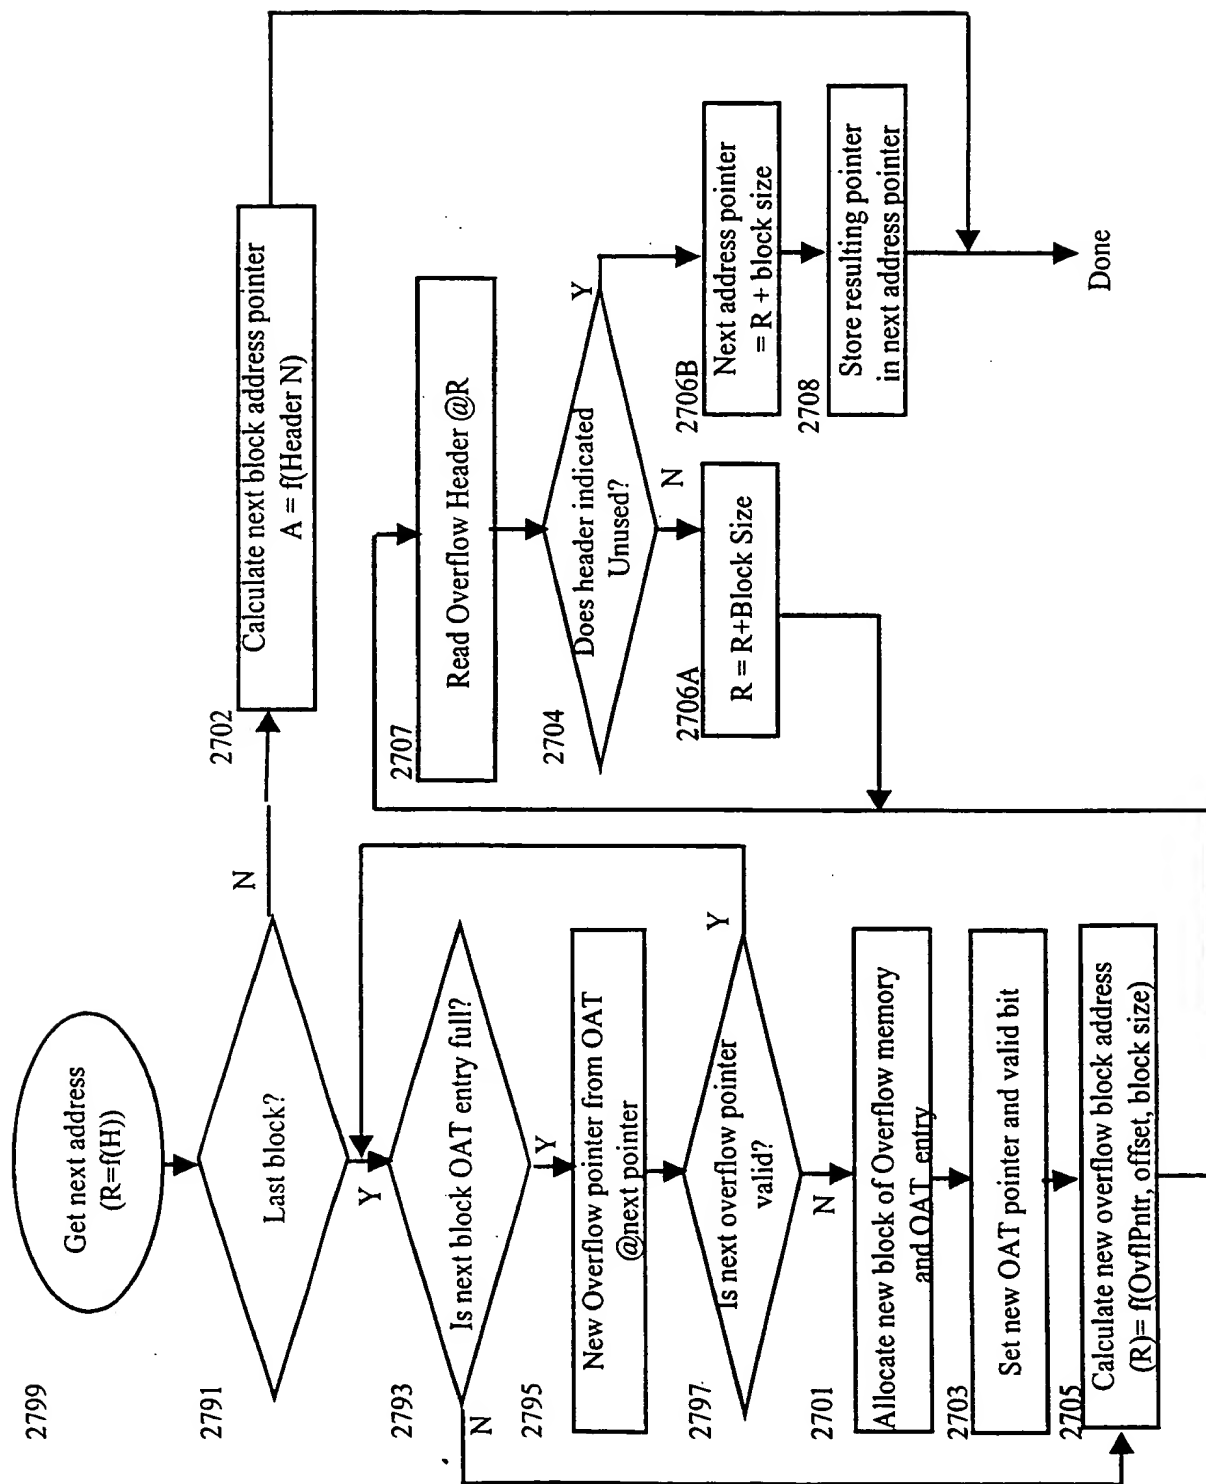 2799
Get next address
(R=f(H))
2791
Last block?
N
Y
2793
Is next block OAT entry full?
N
Y
2795
New Overflow pointer from OAT
@next pointer
2797
Is next overflow pointer
valid?
Y
N
2701
Allocate new block of Overflow memory
and OAT entry
2703
Set new OAT pointer and valid bit
2705
Calculate new overflow block address
(R)= f(OvflPntr, offset, block size)
2702
Calculate next block address pointer
A = f(Header N)
2707
Read Overflow Header @R
2704
Does header indicated
Unused?
Y
N
2706A
R = R+Block Size
2706B
Next address pointer
= R + block size
2708
Store resulting pointer
in next address pointer
Done